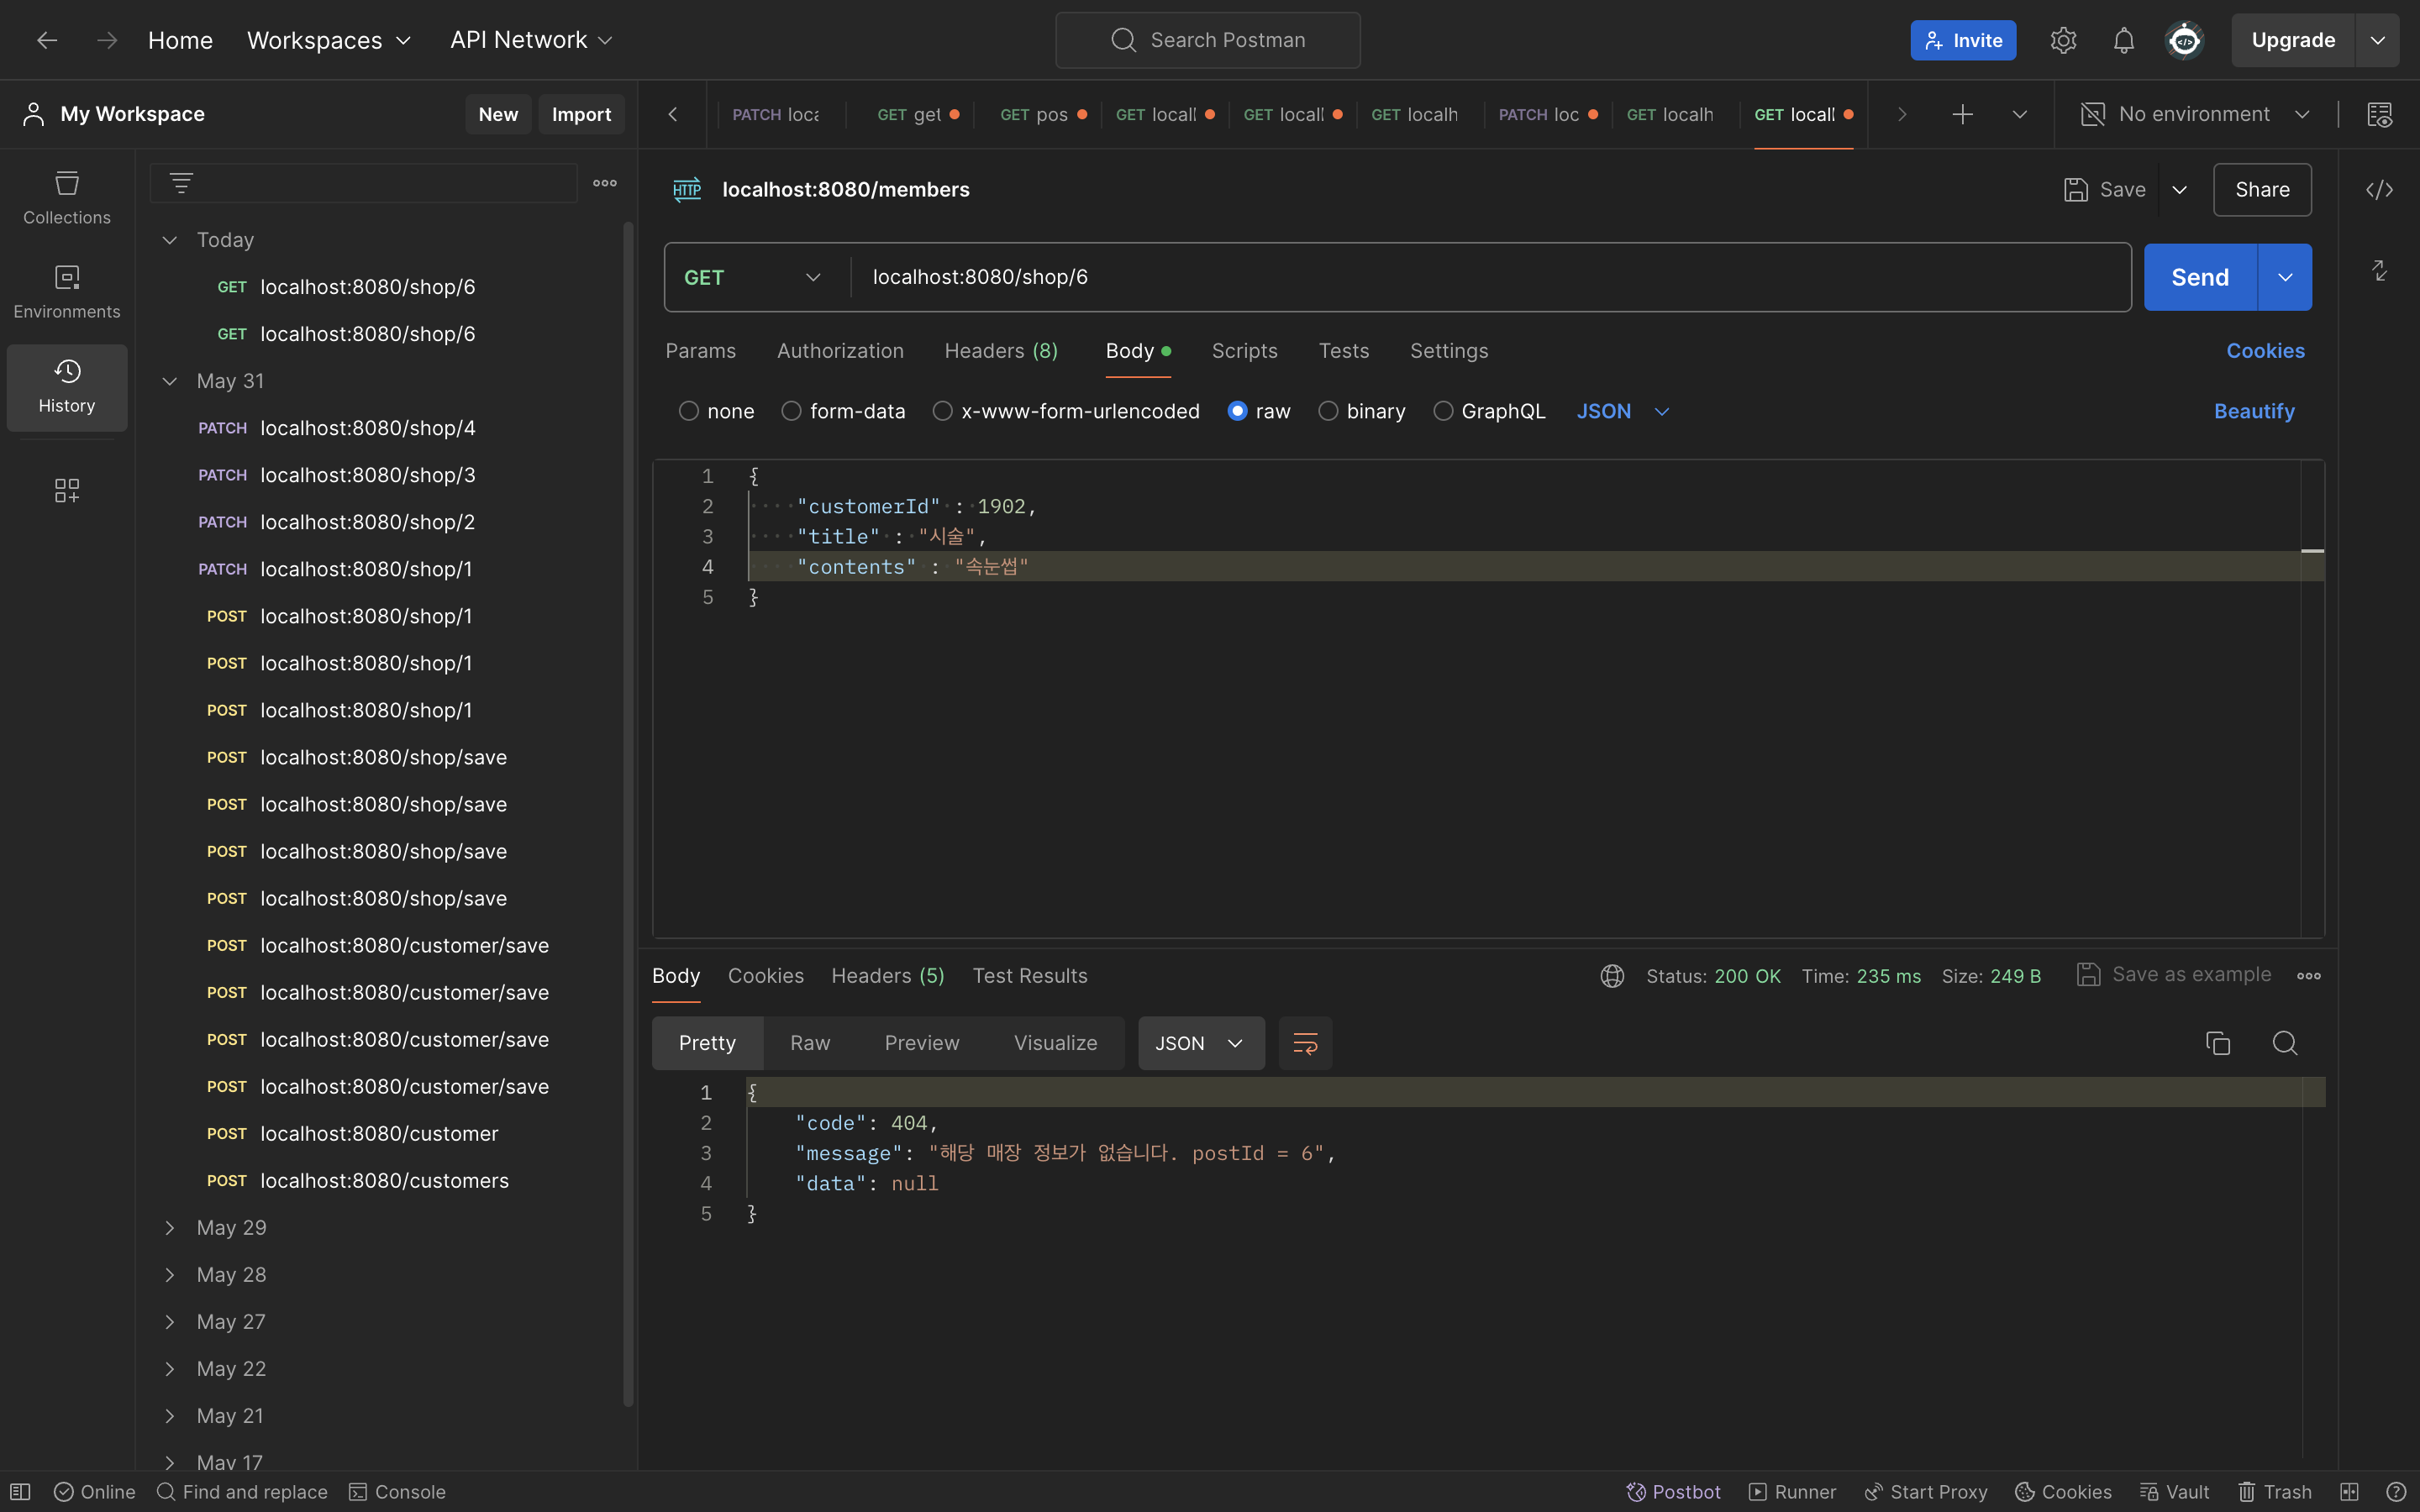 Home Workspaces API Network Search Postman Invite Upgrade
My Workspace New Import
PATCH loca GET get GET pos GET locall GET locall GET localh PATCH loc GET localh GET locall No environment
Collections
Environments
History
Today
GET localhost:8080/shop/6
GET localhost:8080/shop/6
May 31
PATCH localhost:8080/shop/4
PATCH localhost:8080/shop/3
PATCH localhost:8080/shop/2
PATCH localhost:8080/shop/1
POST localhost:8080/shop/1
POST localhost:8080/shop/1
POST localhost:8080/shop/1
POST localhost:8080/shop/save
POST localhost:8080/shop/save
POST localhost:8080/shop/save
POST localhost:8080/shop/save
POST localhost:8080/customer/save
POST localhost:8080/customer/save
POST localhost:8080/customer/save
POST localhost:8080/customer/save
POST localhost:8080/customer
POST localhost:8080/customers
May 29
May 28
May 27
May 22
May 21
May 17
HTTP localhost:8080/members Save Share
GET localhost:8080/shop/6 Send
Params Authorization Headers (8) Body Scripts Tests Settings Cookies
none form-data x-www-form-urlencoded raw binary GraphQL JSON Beautify
1 {
2 "customerId" : 1902,
3 "title" : "시술",
4 "contents" : "속눈썹"
5 }
Body Cookies Headers (5) Test Results Status: 200 OK Time: 235 ms Size: 249 B Save as example
Pretty Raw Preview Visualize JSON
1 {
2 "code": 404,
3 "message": "해당 매장 정보가 없습니다. postId = 6",
4 "data": null
5 }
Online Find and replace Console Postbot Runner Start Proxy Cookies Vault Trash